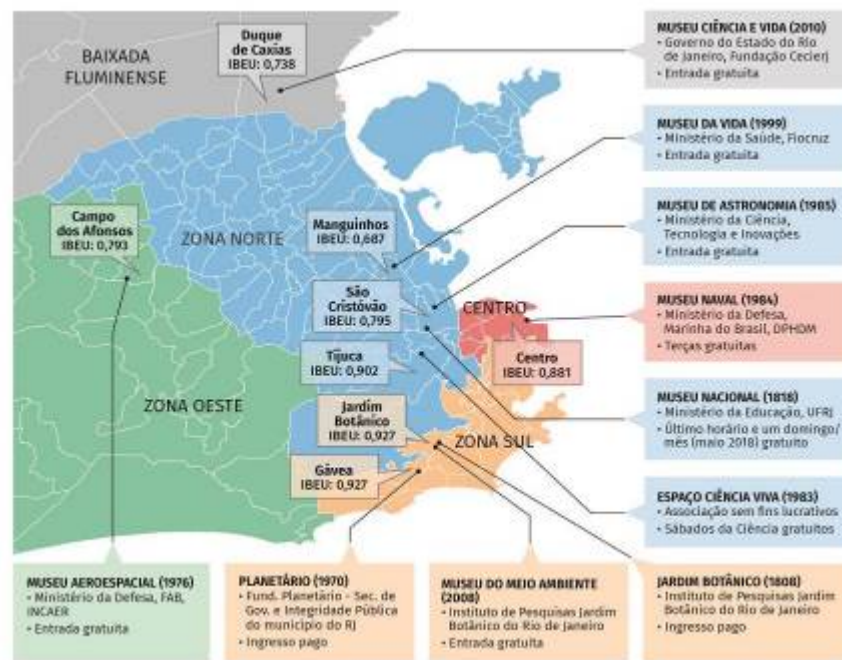 BAIXADA
FLUMINENSE
Duque
de Caxias
IBEU: 0,738
Campo
dos Afonsos
IBEU: 0,793
ZONA NORTE
Manguinhos
IBEU: 0,687
São
Cristóvão
IBEU: 0,795
CENTRO
Centro
IBEU: 0,881
Tijuca
IBEU: 0,902
ZONA OESTE
Jardim
Botânico
IBEU: 0,927
ZONA SUL
Gávea
IBEU: 0,927
MUSEU CIÊNCIA E VIDA (2010)
• Governo do Estado do Rio
de Janeiro, Fundação Cecierj
• Entrada gratuita
MUSEU DA VIDA (1999)
• Ministério da Saúde, Fiocruz
• Entrada gratuita
MUSEU DE ASTRONOMIA (1985)
• Ministério da Ciência,
Tecnologia e Inovações
• Entrada gratuita
MUSEU NAVAL (1984)
• Ministério da Defesa,
Marinha do Brasil, DPHDM
• Terças gratuitas
MUSEU NACIONAL (1818)
• Ministério da Educação, UFRJ
• Último horário e um domingo/
mês (maio 2018) gratuito
ESPAÇO CIÊNCIA VIVA (1983)
• Associação sem fins lucrativos
• Sábados da Ciência gratuitos
MUSEU AEROESPACIAL (1976)
• Ministério da Defesa, FAB,
INCAER
• Entrada gratuita
PLANETÁRIO (1970)
• Fund. Planetário - Sec. de
Gov. e Integridade Pública
do município do RJ
• Ingresso pago
MUSEU DO MEIO AMBIENTE
(2008)
• Instituto de Pesquisas Jardim
Botânico do Rio de Janeiro
• Entrada gratuita
JARDIM BOTÂNICO (1808)
• Instituto de Pesquisas Jardim
Botânico do Rio de Janeiro
• Ingresso pago